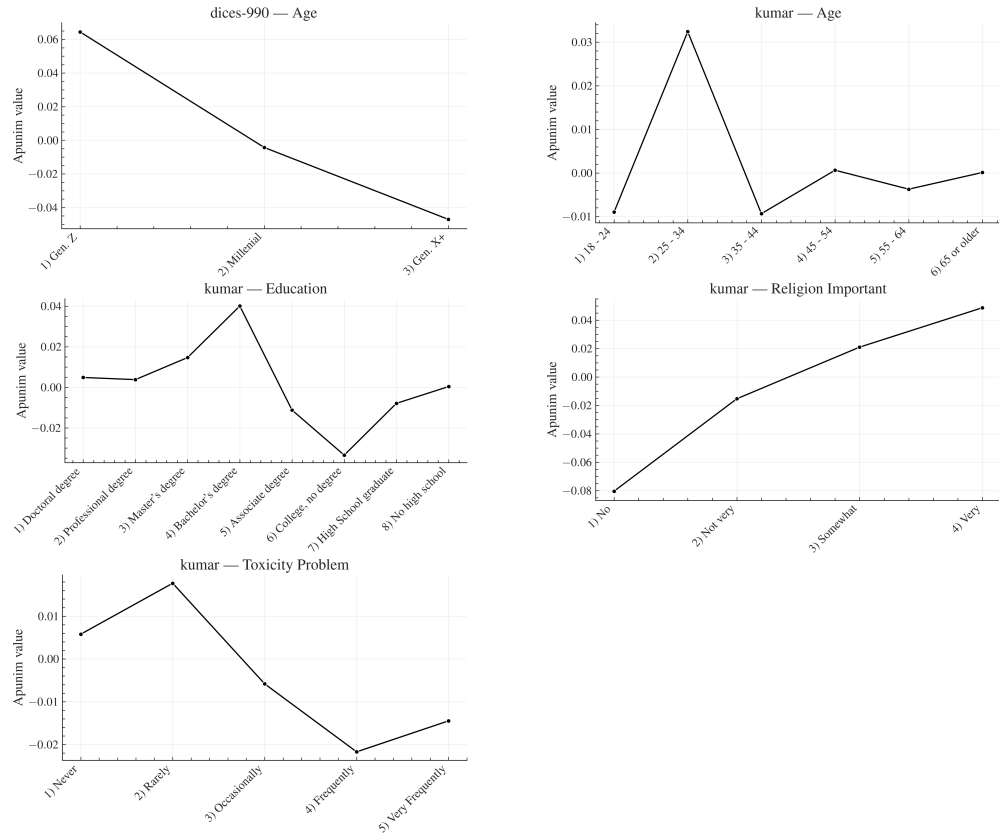 dices-990 — Age
Apunim value
0.06
0.04
0.02
0.00
−0.02
−0.04
1) Gen. Z
2) Millenial
3) Gen. X+
kumar — Age
Apunim value
0.03
0.02
0.01
0.00
−0.01
1) 18 - 24
2) 25 - 34
3) 35 - 44
4) 45 - 54
5) 55 - 64
6) 65 or older
kumar — Education
Apunim value
0.04
0.02
0.00
−0.02
1) Doctoral degree
2) Professional degree
3) Master's degree
4) Bachelor's degree
5) Associate degree
6) College, no degree
7) High School graduate
8) No high school
kumar — Religion Important
Apunim value
0.04
0.02
0.00
−0.02
−0.04
−0.06
−0.08
1) No
2) Not very
3) Somewhat
4) Very
kumar — Toxicity Problem
Apunim value
0.01
0.00
−0.01
−0.02
1) Never
2) Rarely
3) Occasionally
4) Frequently
5) Very Frequently